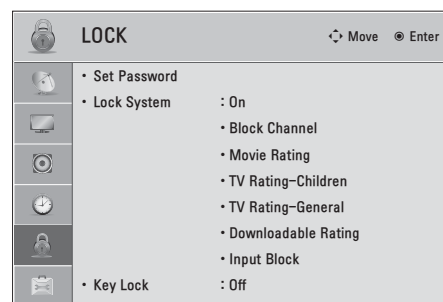 LOCK Move Enter
• Set Password
• Lock System : On
• Block Channel
• Movie Rating
• TV Rating-Children
• TV Rating-General
• Downloadable Rating
• Input Block
• Key Lock : Off